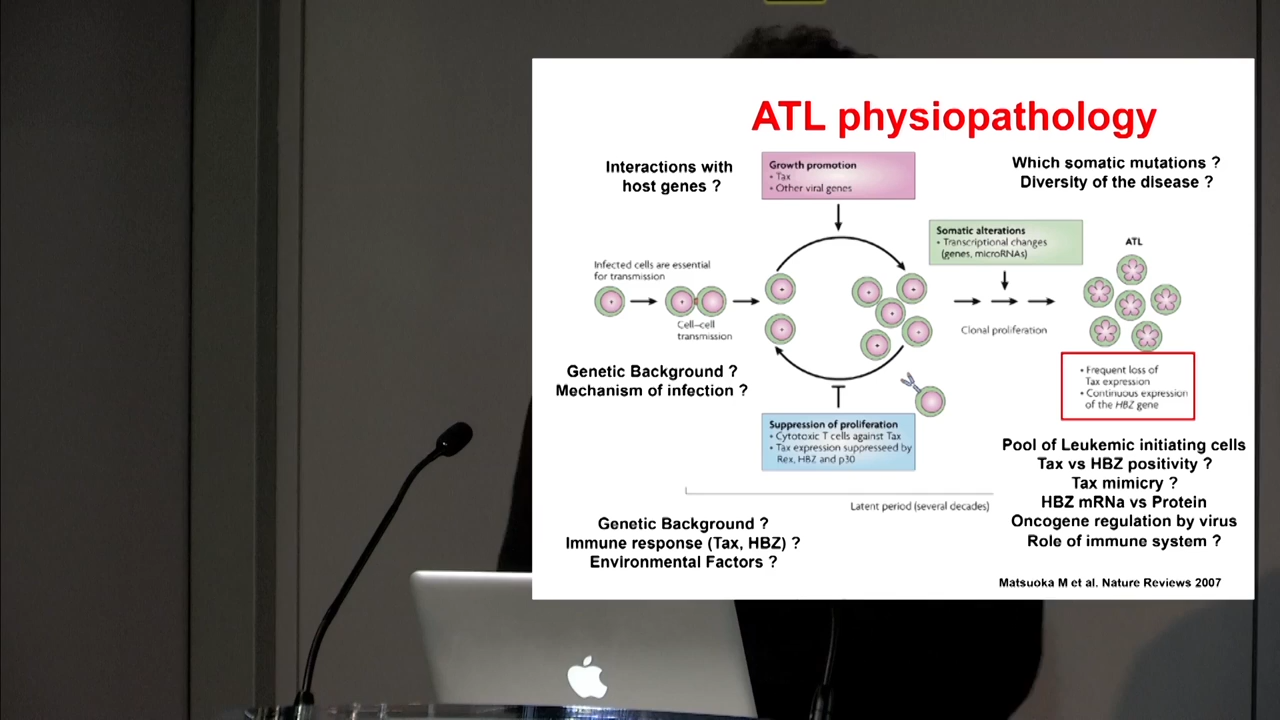 ATL physiopathology
Interactions with
host genes ?
Growth promotion
• Tax
• Other viral genes
Which somatic mutations ?
Diversity of the disease ?
Somatic alterations
• Transcriptional changes
(genes, microRNAs)
ATL
Infected cells are essential
for transmission
Cell–cell
transmission
Clonal proliferation
Genetic Background ?
Mechanism of infection ?
• Frequent loss of
Tax expression
• Continuous expression
of the HBZ gene
Suppression of proliferation
• Cytotoxic T cells against Tax
• Tax expression suppresseed by
Rex, HBZ and p30
Latent period (several decades)
Pool of Leukemic initiating cells
Tax vs HBZ positivity ?
Tax mimicry ?
HBZ mRNa vs Protein
Oncogene regulation by virus
Role of immune system ?
Genetic Background ?
Immune response (Tax, HBZ) ?
Environmental Factors ?
Matsuoka M et al. Nature Reviews 2007